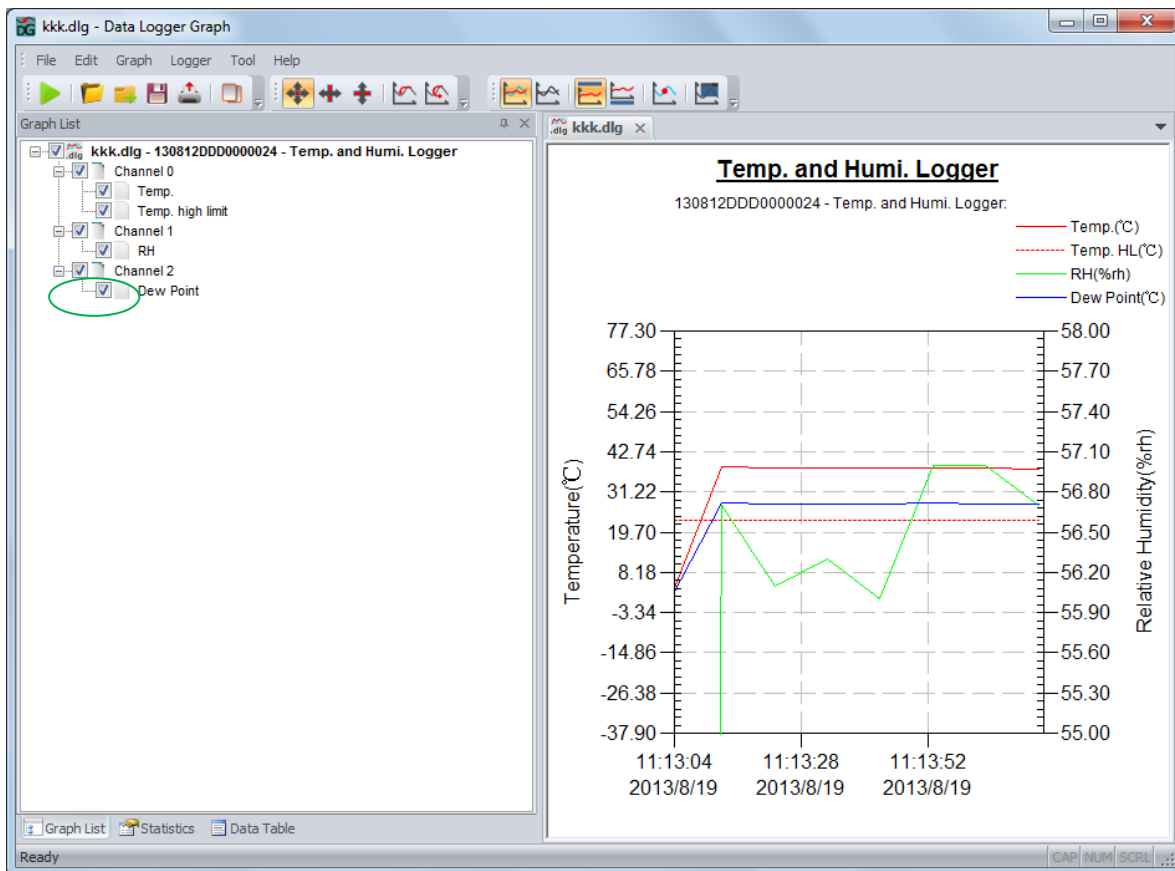 kkk.dlg - Data Logger Graph
File Edit Graph Logger Tool Help
Graph List
kkk.dlg - 130812DDD0000024 - Temp. and Humi. Logger
Channel 0
Temp.
Temp. high limit
Channel 1
RH
Channel 2
Dew Point
Graph List Statistics Data Table
Ready
kkk.dlg
Temp. and Humi. Logger
130812DDD0000024 - Temp. and Humi. Logger:
Temp.(℃)
Temp. HL(℃)
RH(%rh)
Dew Point(℃)
Temperature(℃)
77.30
65.78
54.26
42.74
31.22
19.70
8.18
-3.34
-14.86
-26.38
-37.90
58.00
57.70
57.40
57.10
56.80
56.50
56.20
55.90
55.60
55.30
55.00
Relative Humidity(%rh)
11:13:04 11:13:28 11:13:52
2013/8/19 2013/8/19 2013/8/19
CAP NUM SCRL